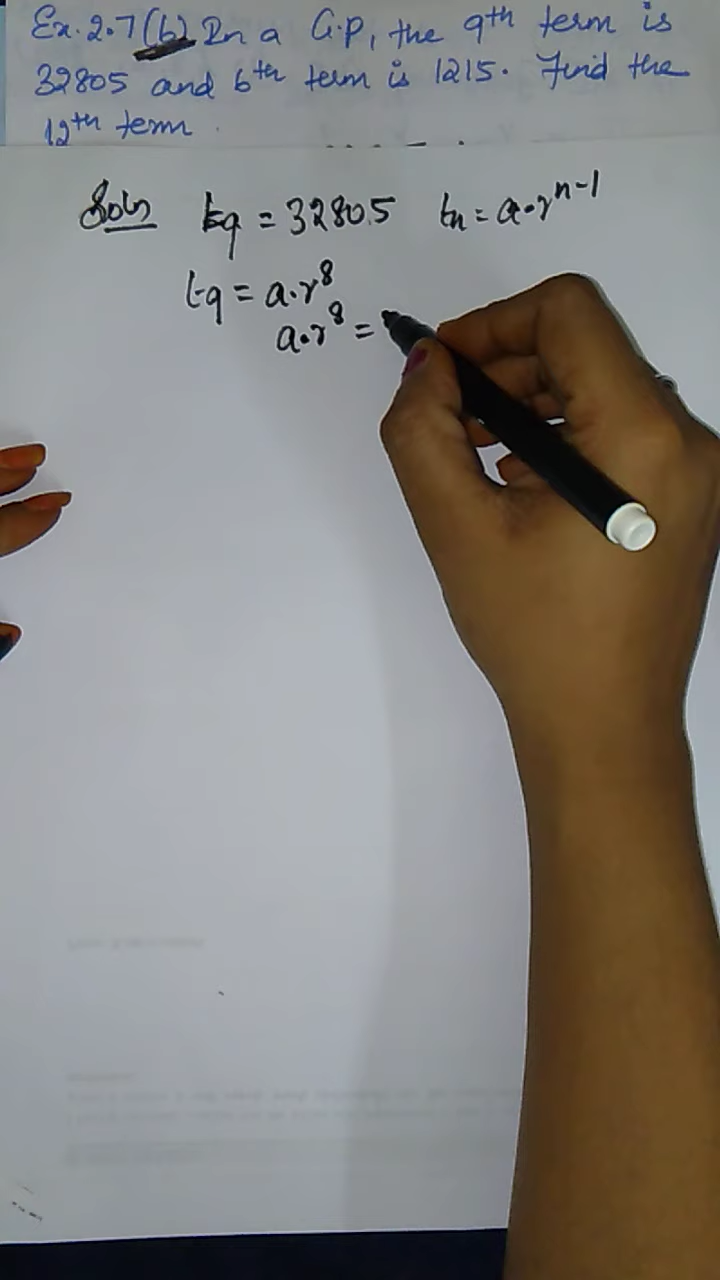 Ex. 2.7 (6) In a G.P, the 9th term is
32805 and 6th term is 1215. Find the
12th term
Soln t9 = 32805 tn = a.r^n-1
t9 = a.r^8
a.r^8 =